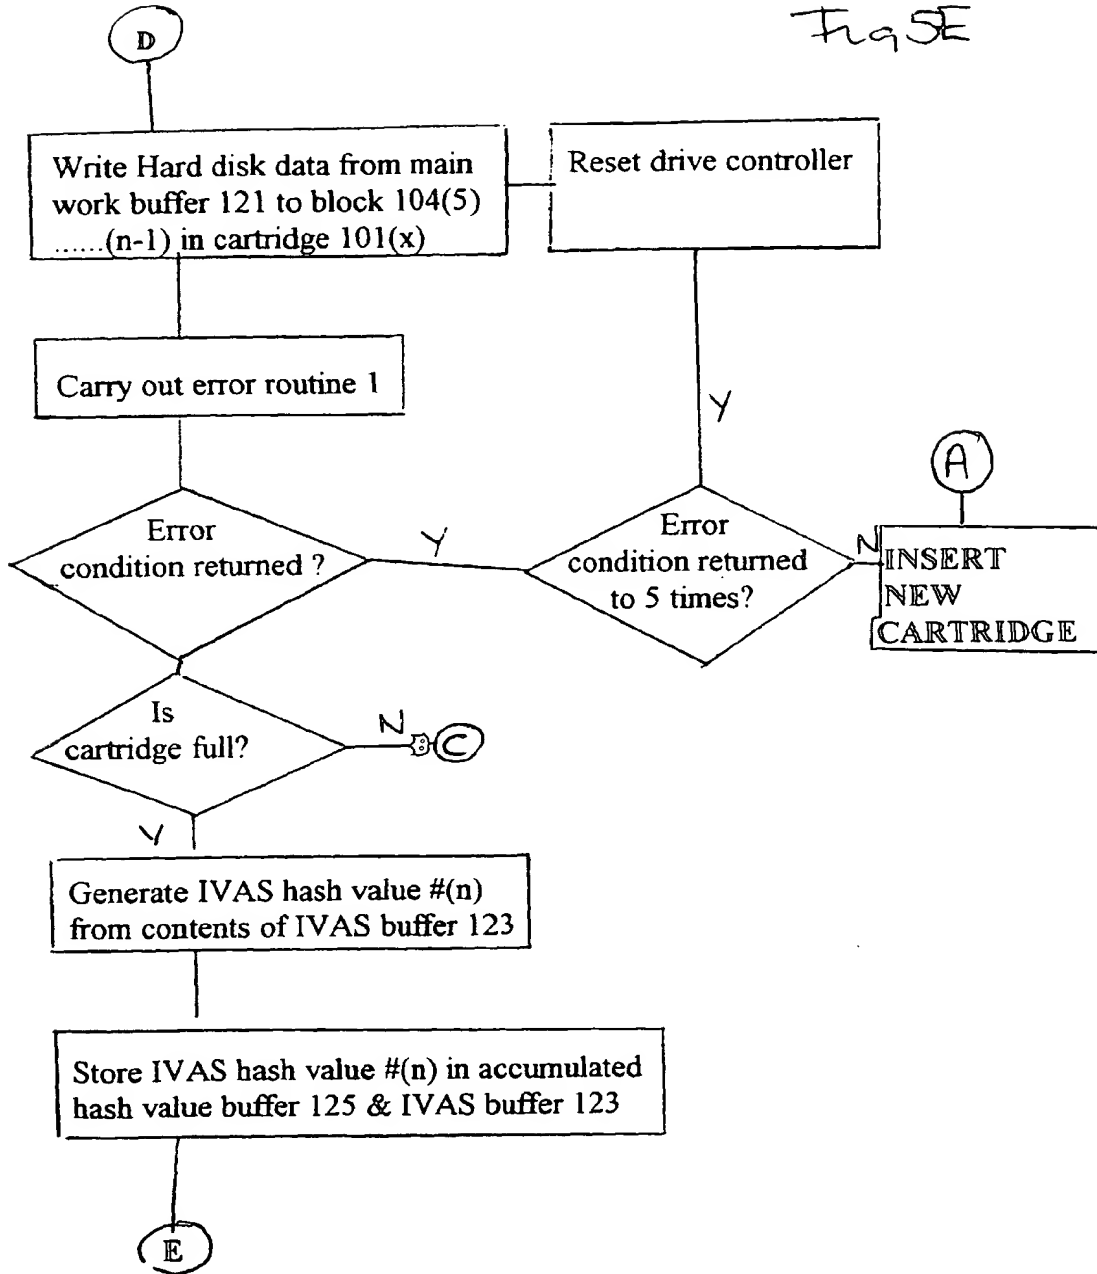 Fig 5E
D
Write Hard disk data from main
work buffer 121 to block 104(5)
......(n-1) in cartridge 101(x)
Reset drive controller
Carry out error routine 1
Y
A
Error
condition returned ?
Y
Error
condition returned
to 5 times?
N
INSERT
NEW
CARTRIDGE
Is
cartridge full?
N
C
Y
Generate IVAS hash value #(n)
from contents of IVAS buffer 123
Store IVAS hash value #(n) in accumulated
hash value buffer 125 & IVAS buffer 123
E